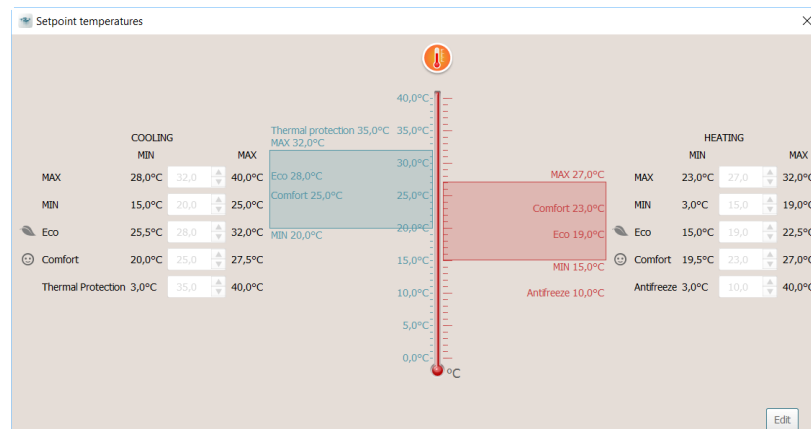 Setpoint temperatures
40,0°C
Thermal protection 35,0°C 35,0°C
COOLING
HEATING
MAX 32,0°C
MIN MAX
MIN MAX
30,0°C
MAX 28,0°C 32,0 40,0°C
Eco 28,0°C
MAX 27,0°C
MAX 23,0°C 27,0 32,0°C
Comfort 25,0°C
25,0°C
MIN 15,0°C 20,0 25,0°C
Comfort 23,0°C
MIN 3,0°C 15,0 19,0°C
20,0°C
Eco 25,5°C 28,0 32,0°C
MIN 20,0°C
Eco 19,0°C
Eco 15,0°C 19,0 22,5°C
Comfort 20,0°C 25,0 27,5°C
15,0°C
MIN 15,0°C
Comfort 19,5°C 23,0 27,0°C
Thermal Protection 3,0°C 35,0 40,0°C
10,0°C
Antifreeze 10,0°C
Antifreeze 3,0°C 10,0 40,0°C
5,0°C
0,0°C
°C
Edit